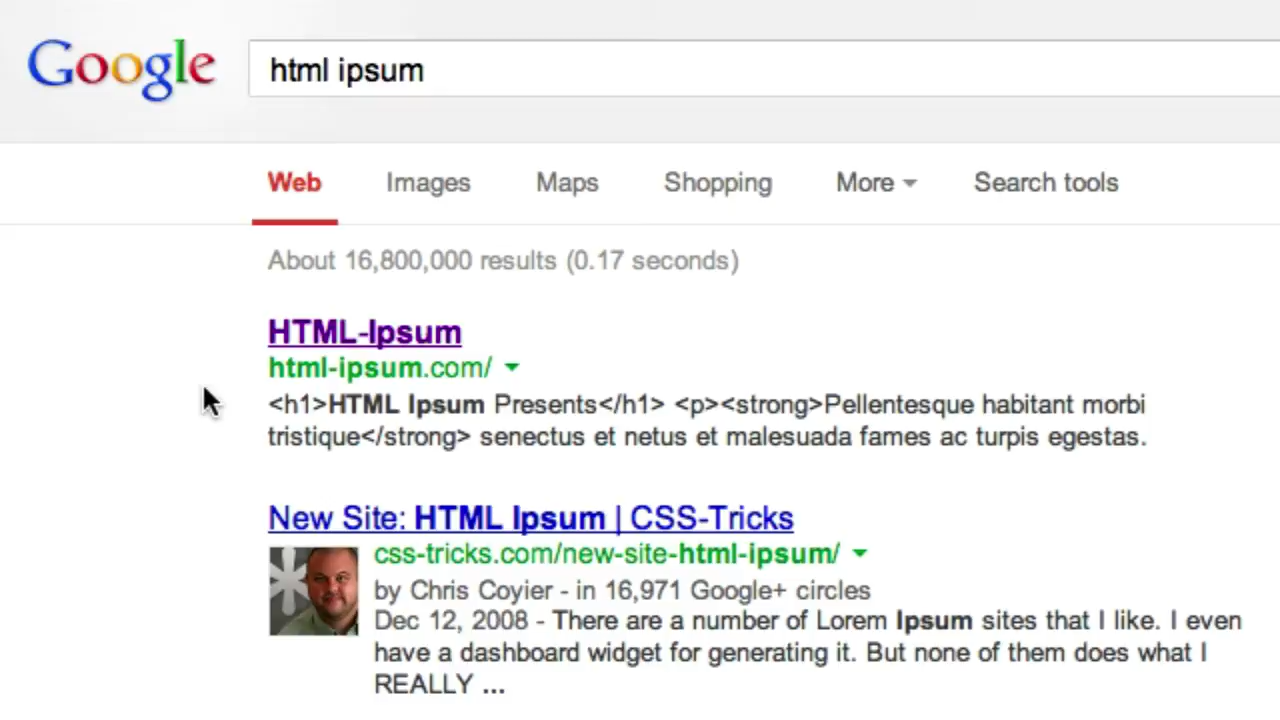 Google
html ipsum
Web Images Maps Shopping More Search tools
About 16,800,000 results (0.17 seconds)
HTML-Ipsum
html-ipsum.com/
<h1>HTML Ipsum Presents</h1> <p><strong>Pellentesque habitant morbi
tristique</strong> senectus et netus et malesuada fames ac turpis egestas.
New Site: HTML Ipsum | CSS-Tricks
css-tricks.com/new-site-html-ipsum/
by Chris Coyier - in 16,971 Google+ circles
Dec 12, 2008 - There are a number of Lorem Ipsum sites that I like. I even
have a dashboard widget for generating it. But none of them does what I
REALLY ...